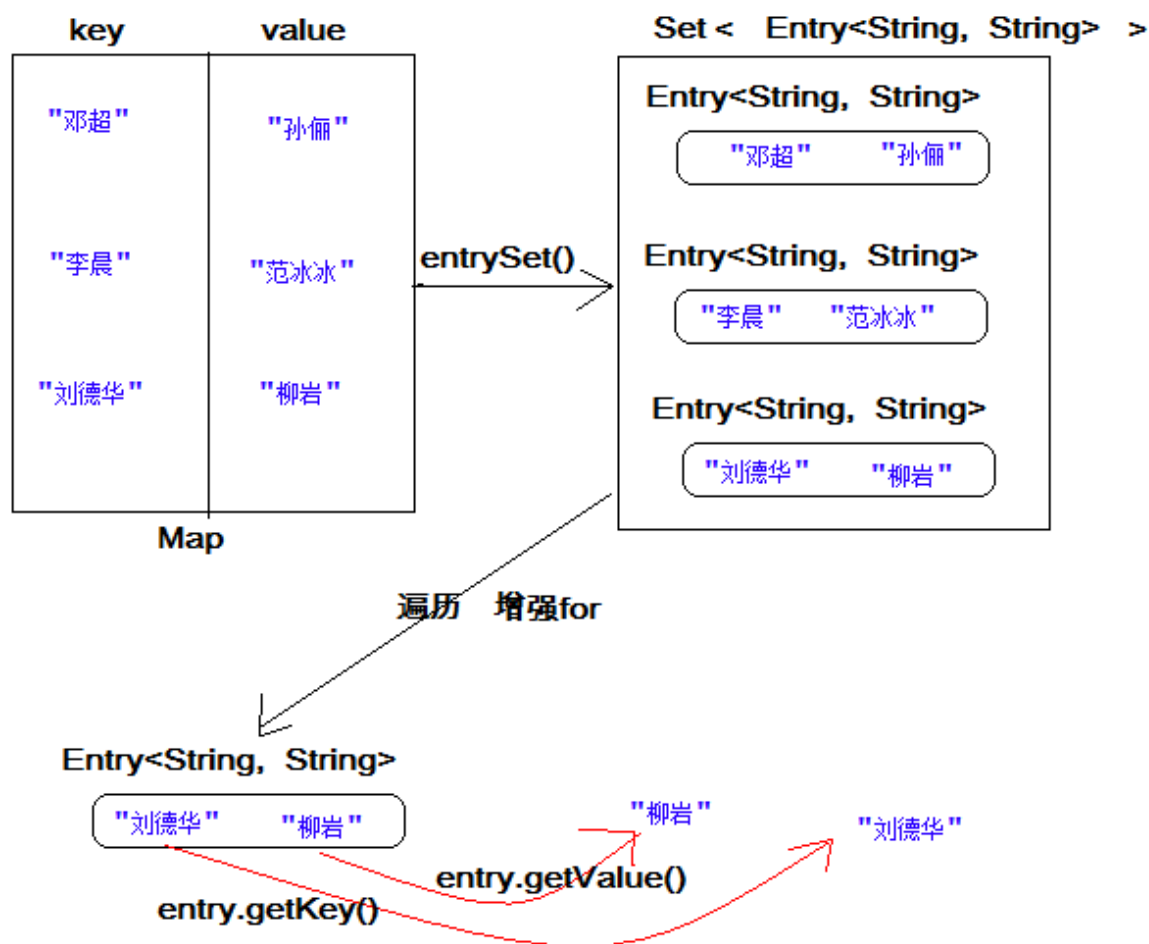 key value
"邓超" "孙俪"
"李晨" "范冰冰"
"刘德华" "柳岩"
Map
entrySet()
Set < Entry<String, String> >
Entry<String, String>
"邓超" "孙俪"
Entry<String, String>
"李晨" "范冰冰"
Entry<String, String>
"刘德华" "柳岩"
遍历 增强for
Entry<String, String>
"刘德华" "柳岩"
"柳岩"
"刘德华"
entry.getValue()
entry.getKey()